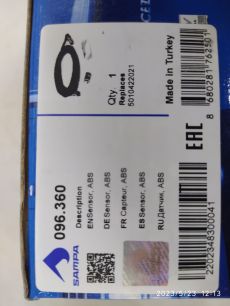 SAMPA
096.360
Description
EN Sensor, ABS
DE Sensor, ABS
FR Capteur, ABS
ES Sensor, ABS
RU Датчик, ABS
Qty. 1
Replaces
5010422021
Made in Turkey
EAC
2202348300041
2023/5/23 12:13